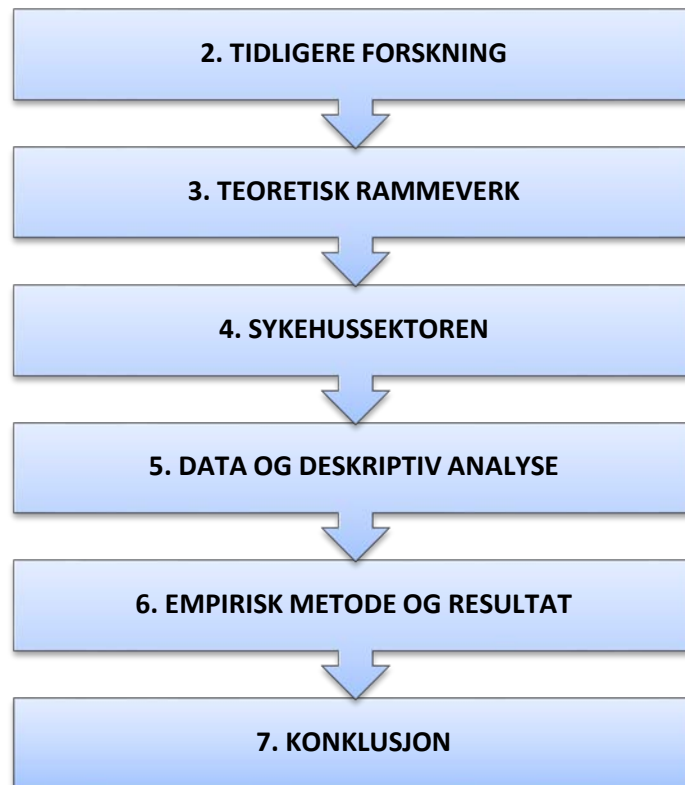 2. TIDLIGERE FORSKNING
3. TEORETISK RAMMEVERK
4. SYKEHUSSEKTOREN
5. DATA OG DESKRIPTIV ANALYSE
6. EMPIRISK METODE OG RESULTAT
7. KONKLUSJON